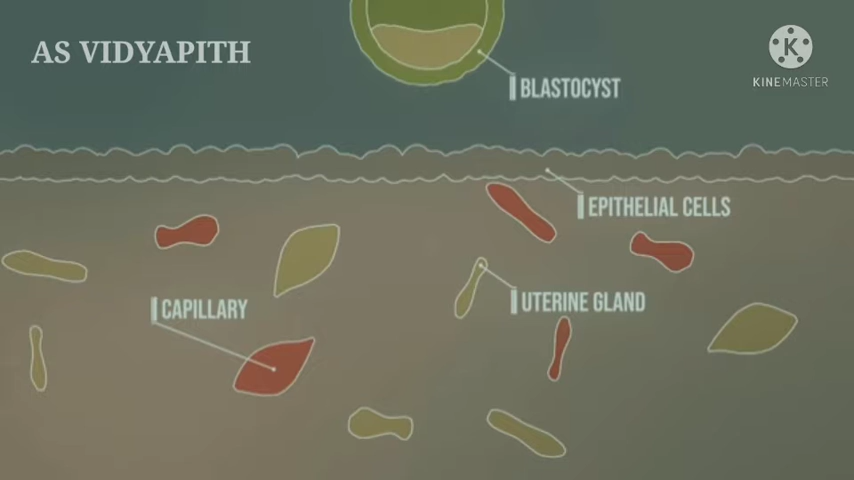 AS VIDYAPITH
K
KINEMASTER
BLASTOCYST
EPITHELIAL CELLS
CAPILLARY
UTERINE GLAND